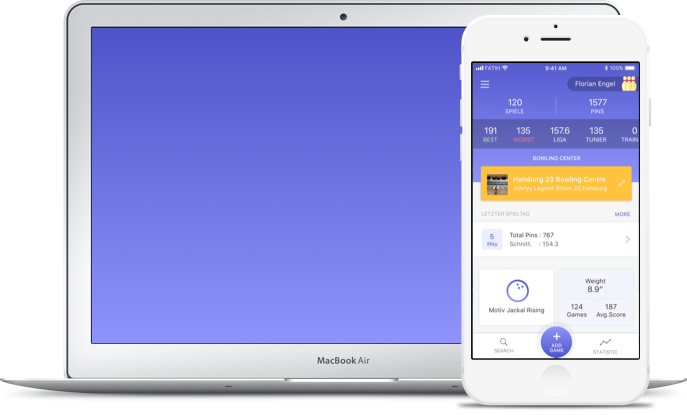 FATIH
9:41 AM
100%
Florian Engel
120
SPIELE
1577
PINS
191
BEST
135
WORST
157.6
LIGA
135
TUNIER
0
TRAIN
BOWLING CENTER
Hamburg 23 Bowling Centre
Johnyy Legend Street 23,Hamburg
LETZTER SPIELTAG
MORE
5
May
Total Pins : 767
Schnitt. : 154.3
Motiv Jackal Rising
Weight
8.9"
124
Games
187
Avg.Score
SEARCH
ADD
GAME
STATISTIC
MacBook Air